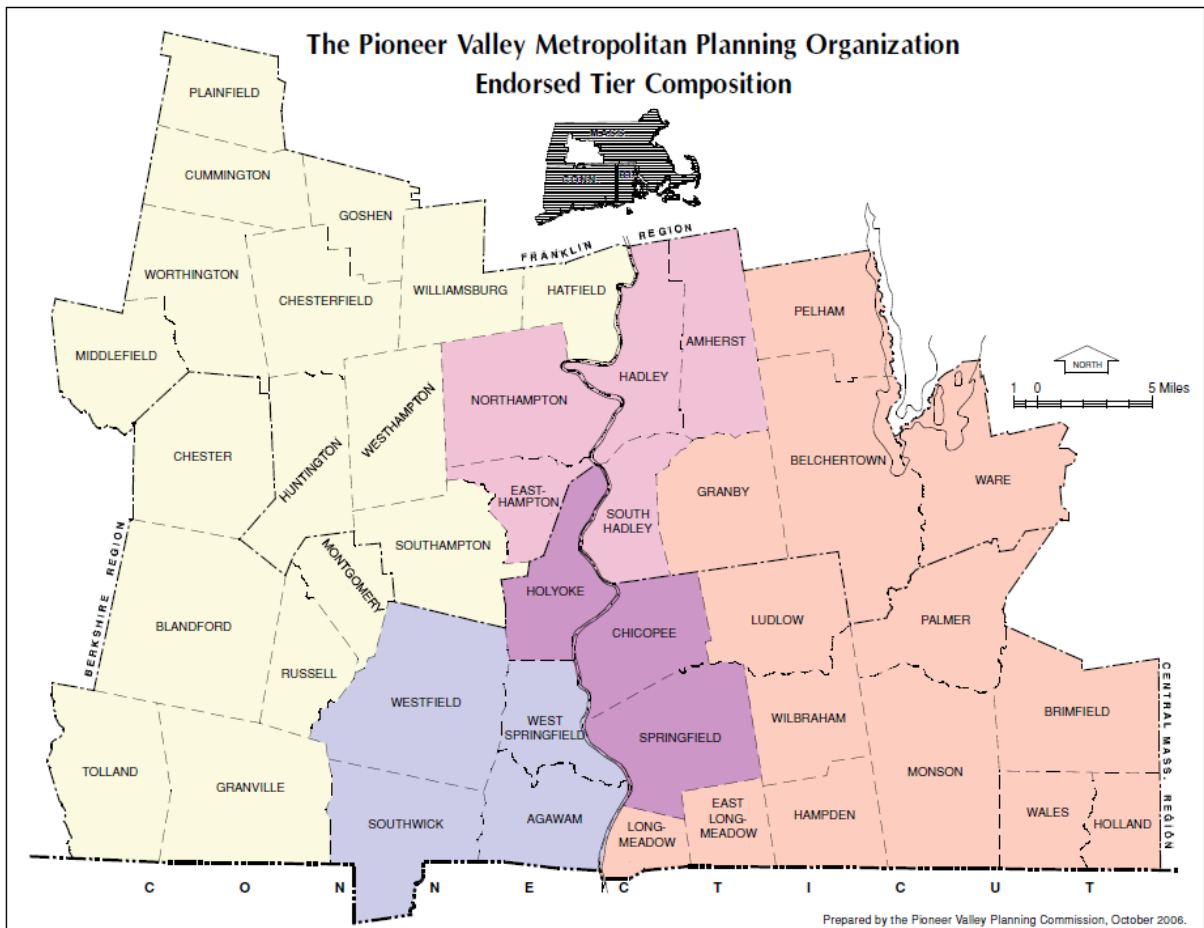 The Pioneer Valley Metropolitan Planning Organization
Endorsed Tier Composition
MASS.
CONN.
R.I.
PLAINFIELD
CUMMINGTON
GOSHEN
FRANKLIN REGION
WORTHINGTON
CHESTERFIELD
WILLIAMSBURG
HATFIELD
PELHAM
MIDDLEFIELD
AMHERST
HADLEY
NORTH
1 0 5 Miles
NORTHAMPTON
WESTHAMPTON
CHESTER
HUNTINGTON
BELCHERTOWN
WARE
EAST-
HAMPTON
GRANBY
SOUTH
HADLEY
SOUTHAMPTON
MONTGOMERY
BERKSHIRE REGION
HOLYOKE
BLANDFORD
CHICOPEE
LUDLOW
PALMER
RUSSELL
WESTFIELD
WEST
SPRINGFIELD
SPRINGFIELD
WILBRAHAM
BRIMFIELD
CENTRAL MASS. REGION
TOLLAND
GRANVILLE
MONSON
SOUTHWICK
AGAWAM
LONG-
MEADOW
EAST
LONG-
MEADOW
HAMPDEN
WALES
HOLLAND
CONNECTICUT
Prepared by the Pioneer Valley Planning Commission, October 2006.